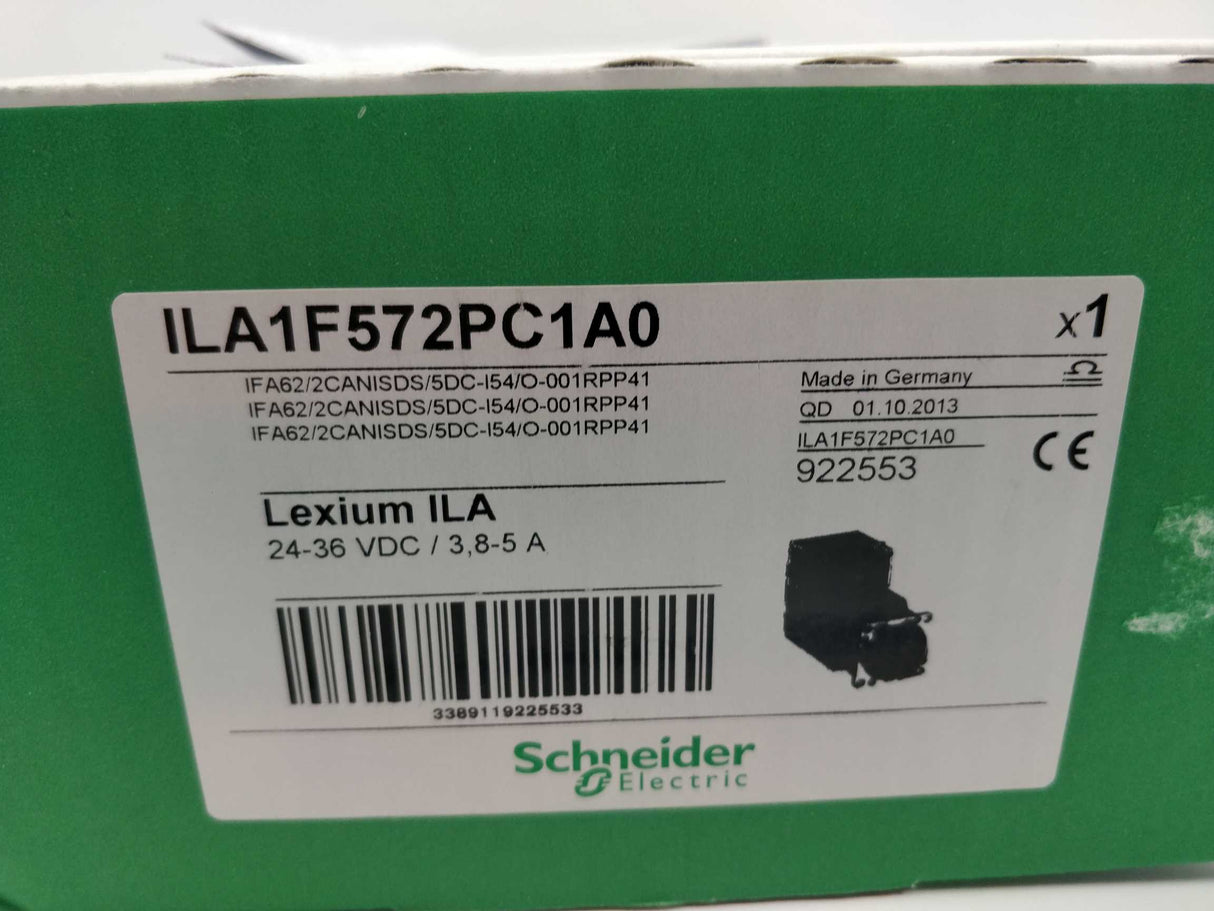 ILA1F572PC1A0 x1
IFA62/2CANISDS/5DC-I54/O-001RPP41
IFA62/2CANISDS/5DC-I54/O-001RPP41
IFA62/2CANISDS/5DC-I54/O-001RPP41
Made in Germany
QD 01.10.2013
ILA1F572PC1A0
922553
CE
Lexium ILA
24-36 VDC / 3,8-5 A
3389119225533
Schneider
Electric